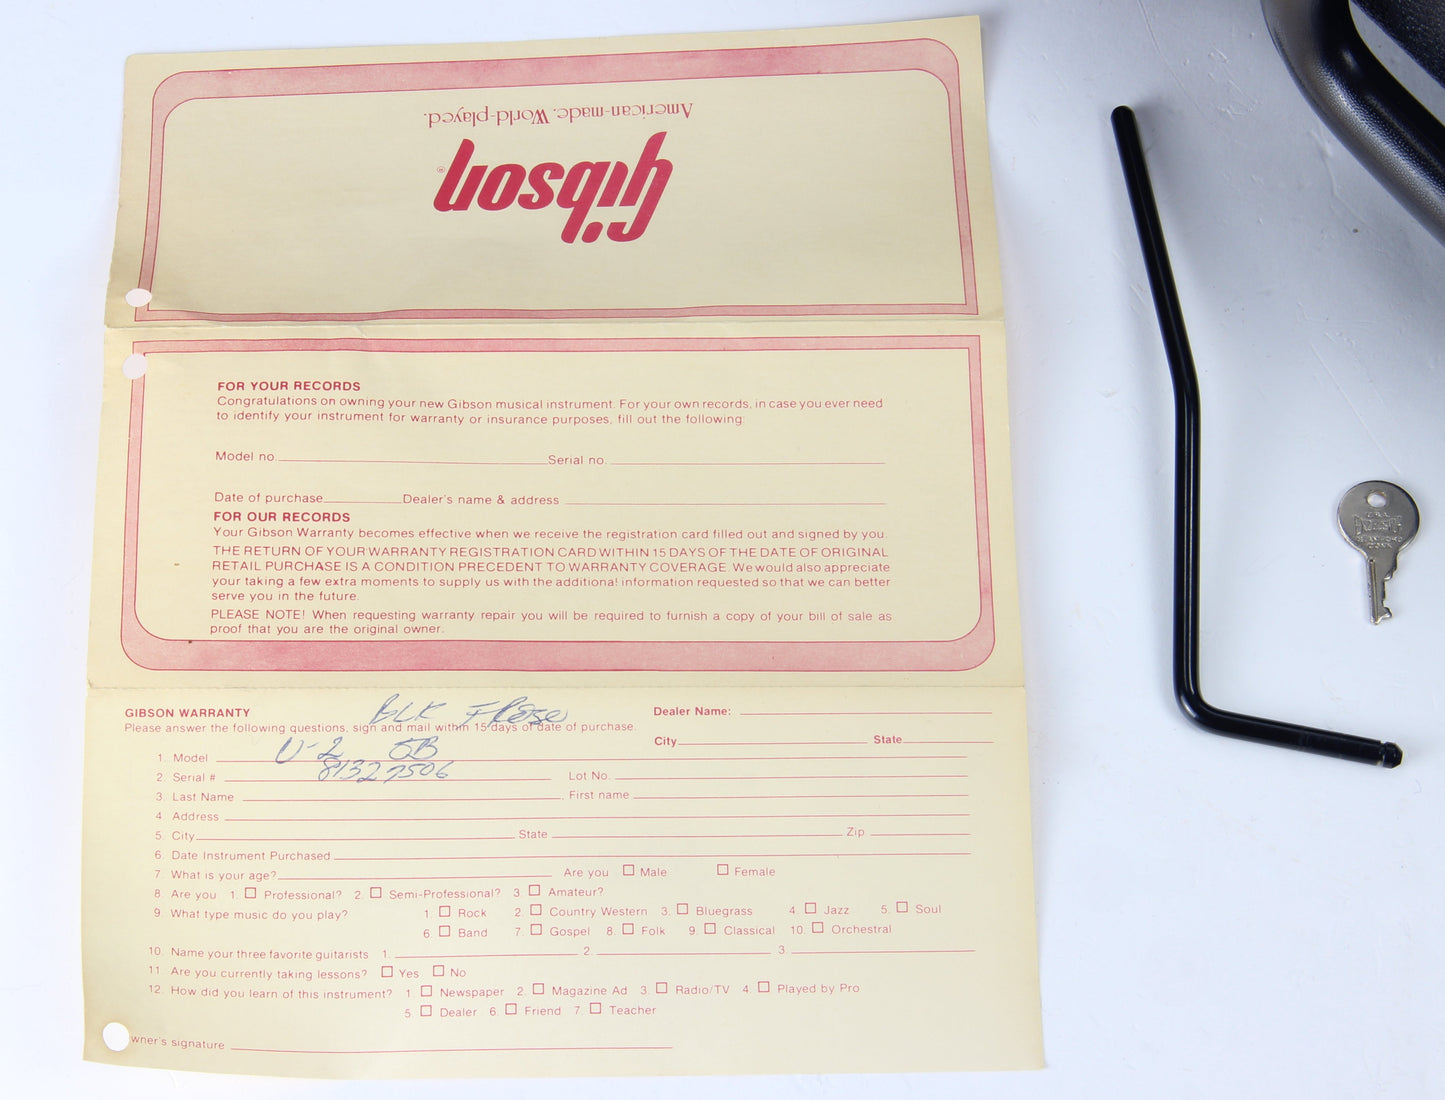 American-made. World-played.
Gibson®
FOR YOUR RECORDS
Congratulations on owning your new Gibson musical instrument. For your own records, in case you ever need
to identify your instrument for warranty or insurance purposes, fill out the following:
Model no. Serial no.
Date of purchase Dealer's name & address
FOR OUR RECORDS
Your Gibson Warranty becomes effective when we receive the registration card filled out and signed by you.
THE RETURN OF YOUR WARRANTY REGISTRATION CARD WITHIN 15 DAYS OF THE DATE OF ORIGINAL
RETAIL PURCHASE IS A CONDITION PRECEDENT TO WARRANTY COVERAGE. We would also appreciate
your taking a few extra moments to supply us with the additional information requested so that we can better
serve you in the future.
PLEASE NOTE! When requesting warranty repair you will be required to furnish a copy of your bill of sale as
proof that you are the original owner.
GIBSON WARRANTY BLK FRose Dealer Name:
Please answer the following questions, sign and mail within 15 days of date of purchase.
City State
1. Model U-2 SB
2. Serial # 81327506 Lot No.
3. Last Name , First name
4. Address
5. City State Zip
6. Date Instrument Purchased
7. What is your age? Are you Male Female
8. Are you 1. Professional? 2. Semi-Professional? 3. Amateur?
9. What type music do you play? 1. Rock 2. Country Western 3. Bluegrass 4. Jazz 5. Soul
6. Band 7. Gospel 8 Folk 9. Classical 10. Orchestral
10. Name your three favorite guitarists 1. 2. 3.
11. Are you currently taking lessons? Yes No
12. How did you learn of this instrument? 1. Newspaper 2. Magazine Ad 3. Radio/TV 4. Played by Pro
5. Dealer 6. Friend 7. Teacher
wner's signature